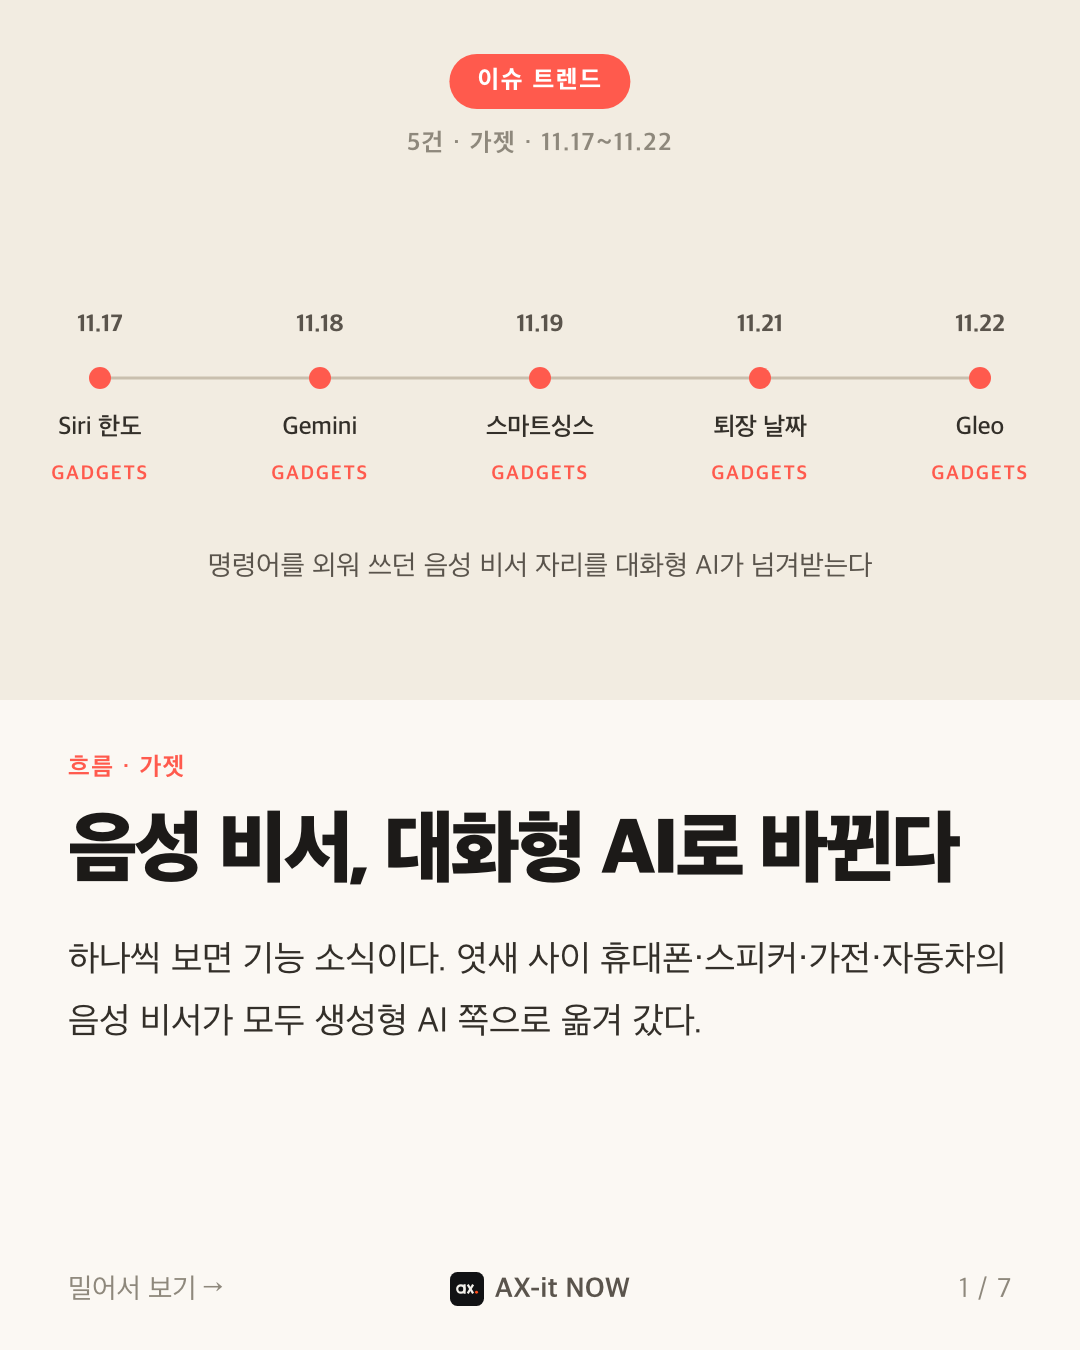 이슈 트렌드
5건 · 가젯 · 11.17~11.22
11.17 11.18 11.19 11.21 11.22
Siri 한도 Gemini 스마트싱스 퇴장 날짜 Gleo
GADGETS GADGETS GADGETS GADGETS GADGETS
명령어를 외워 쓰던 음성 비서 자리를 대화형 AI가 넘겨받는다
흐름 · 가젯
음성 비서, 대화형 AI로 바뀐다
하나씩 보면 기능 소식이다. 엿새 사이 휴대폰·스피커·가전·자동차의
음성 비서가 모두 생성형 AI 쪽으로 옮겨 갔다.
밀어서 보기 → ax. AX-it NOW 1 / 7